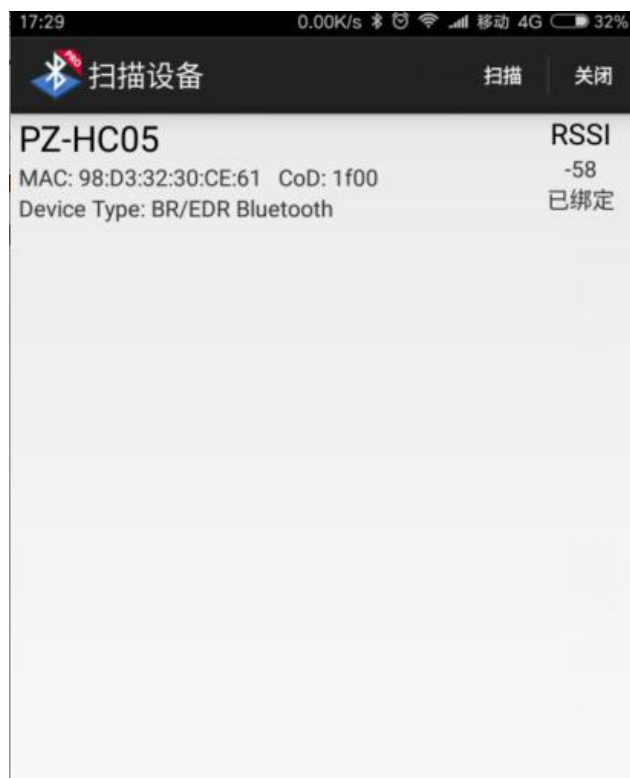 17:29 0.00K/s 移动 4G 32%
PRO 扫描设备 扫描 关闭
PZ-HC05 RSSI
MAC: 98:D3:32:30:CE:61 CoD: 1f00 -58
Device Type: BR/EDR Bluetooth 已绑定